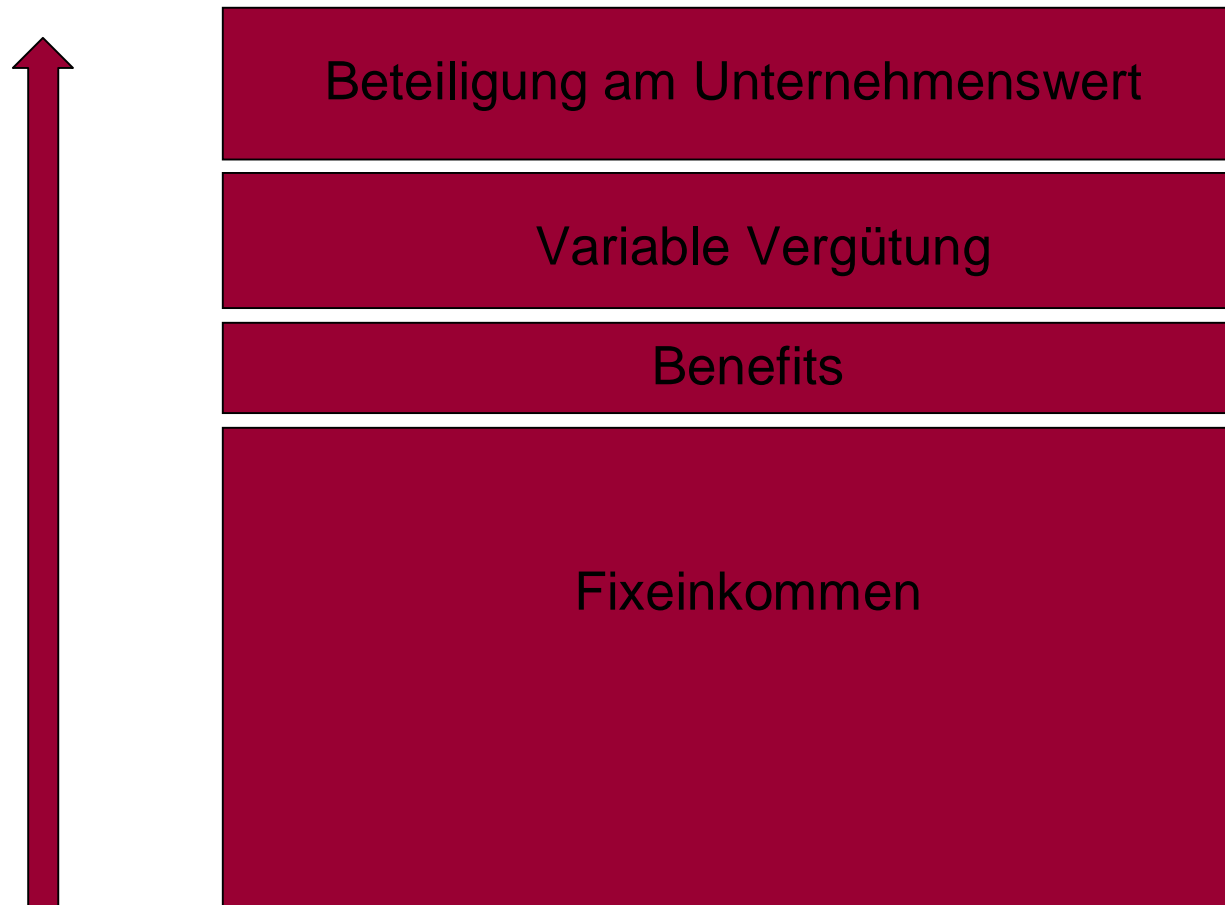 Beteiligung am Unternehmenswert
Variable Vergütung
Benefits
Fixeinkommen